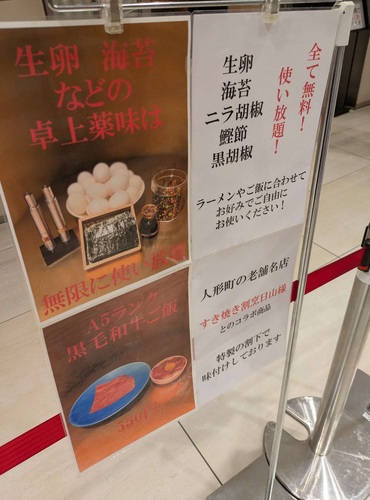 生卵 海苔
などの
卓上薬味は
無限に使い放題
A5ランク
黒毛和牛ご飯
550円
全て無料！
使い放題！
生卵
海苔
ニラ胡椒
鰹節
黒胡椒
ラーメンやご飯に合わせて
お好みでご自由に
お使いください！
人形町の老舗名店
すき焼き割烹日山様
とのコラボ商品
特製の割下で
味付けしております